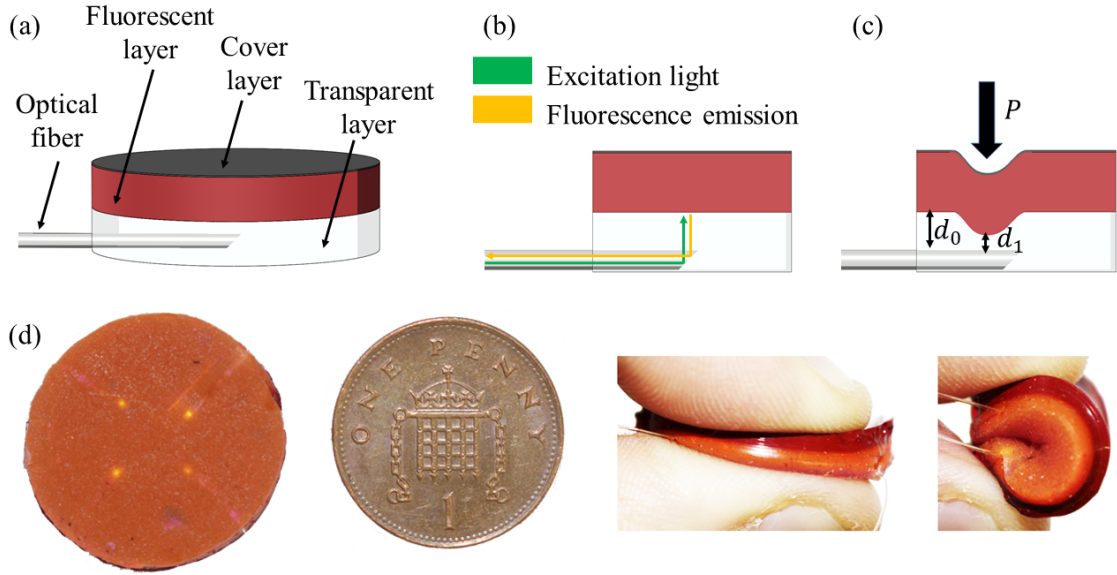 (a)
Fluorescent
layer
Cover
layer
Optical
fiber
Transparent
layer
(b)
Excitation light
Fluorescence emission
(c)
P
d₀
d₁
(d)
ONE PENNY
1